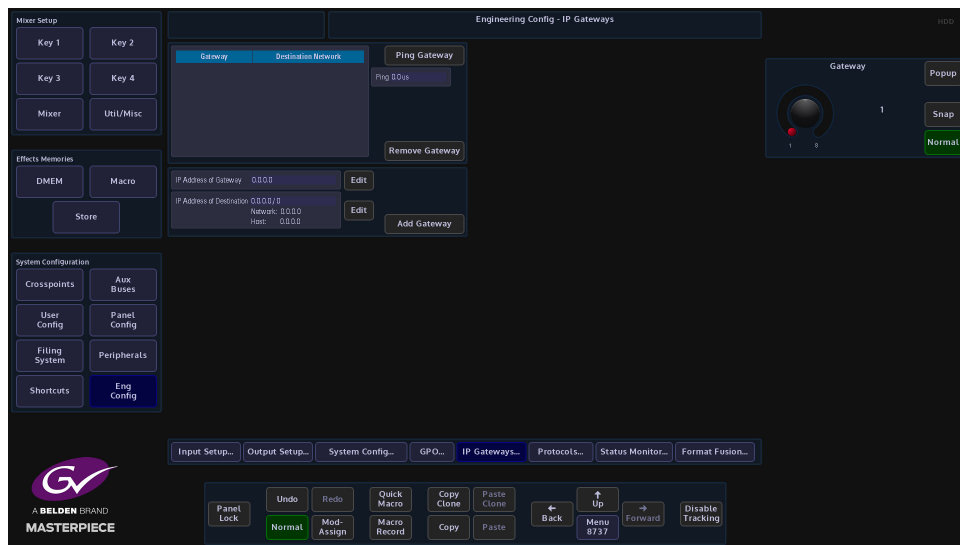 Mixer Setup
Engineering Config - IP Gateways
HDD
Key 1
Key 2
Key 3
Key 4
Mixer
Util/Misc
Gateway
Destination Network
Ping Gateway
Ping 0.0us
Remove Gateway
Gateway
1
1
8
Popup
Snap
Normal
Effects Memories
DMEM
Macro
Store
IP Address of Gateway 0.0.0.0
Edit
IP Address of Destination 0.0.0.0 / 0
Network: 0.0.0.0
Host: 0.0.0.0
Edit
Add Gateway
System Configuration
Crosspoints
Aux
Buses
User
Config
Panel
Config
Filing
System
Peripherals
Shortcuts
Eng
Config
Input Setup...
Output Setup...
System Config...
GPO...
IP Gateways...
Protocols...
Status Monitor...
Format Fusion...
GV
A BELDEN BRAND
MASTERPIECE
Panel
Lock
Undo
Redo
Normal
Mod-
Assign
Quick
Macro
Macro
Record
Copy
Clone
Paste
Clone
Copy
Paste
Back
Up
Menu
8737
Forward
Disable
Tracking